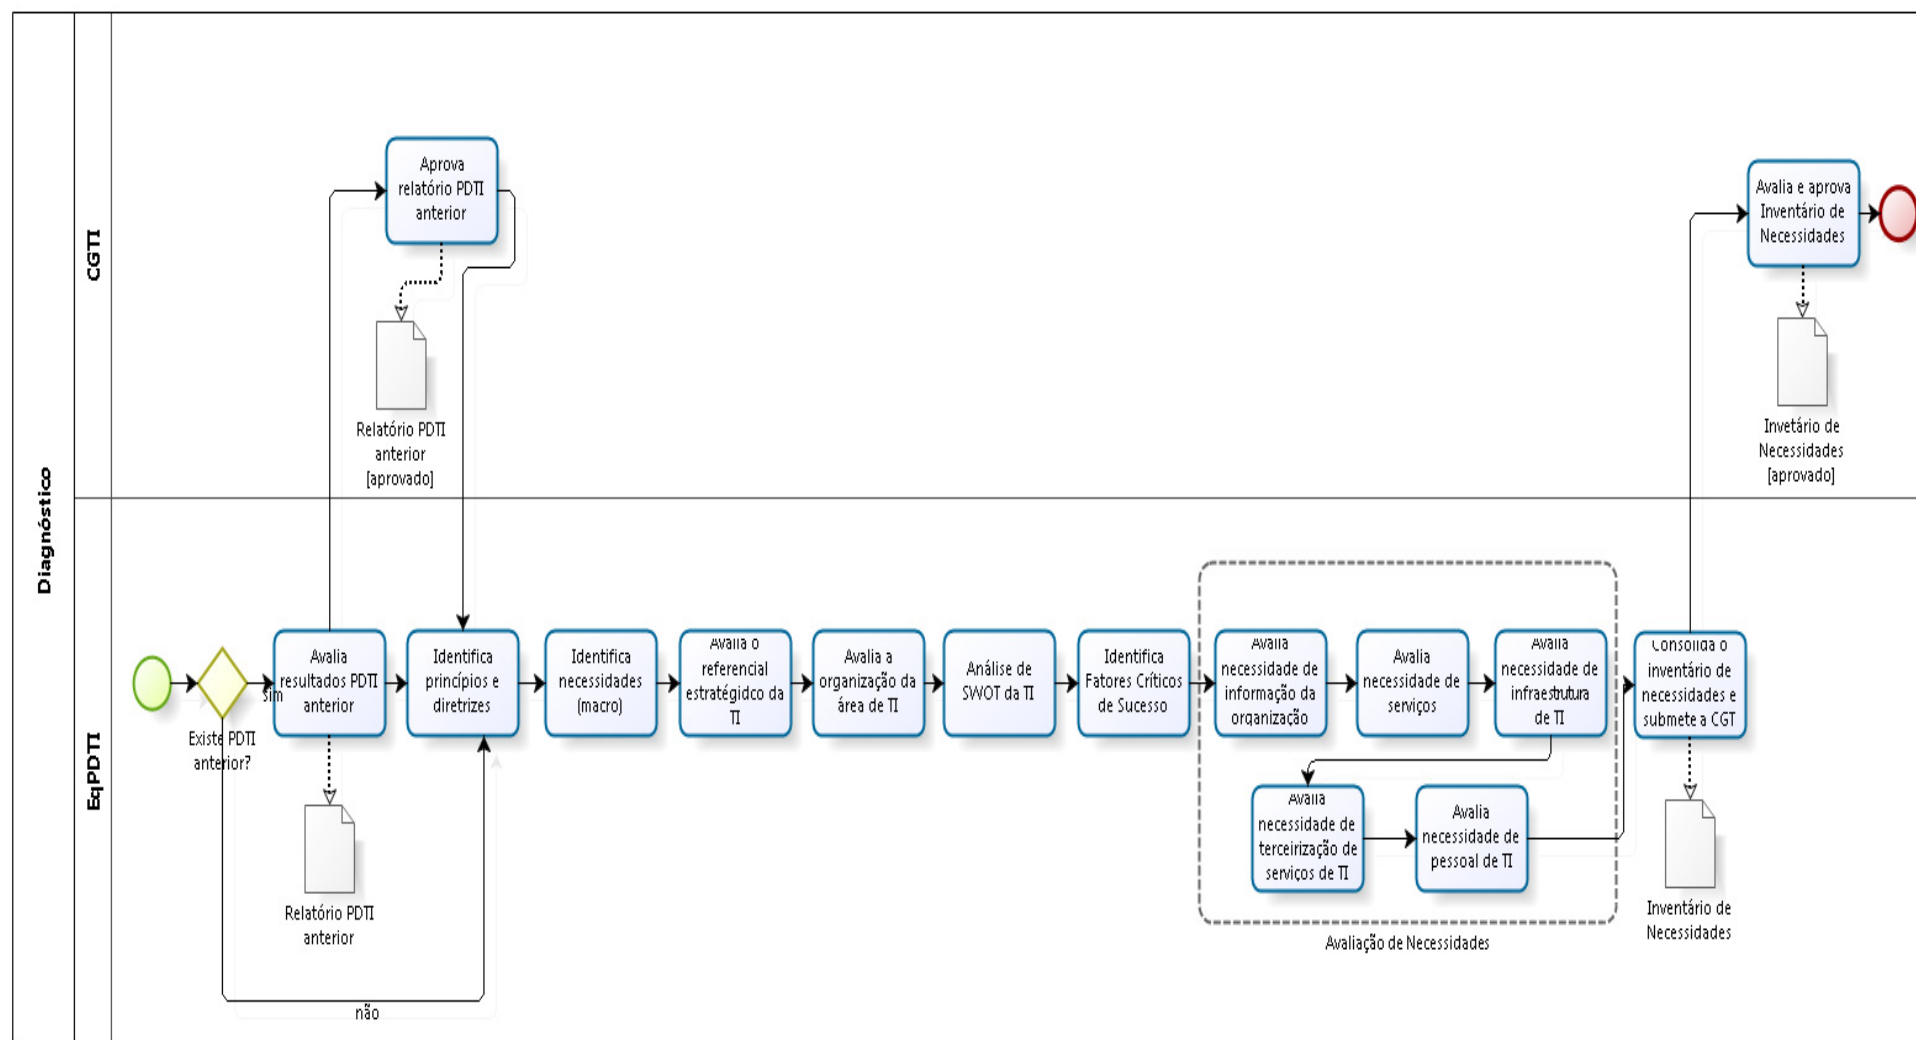 Diagnóstico
CGTI
Aprova
relatório PDTI
anterior
Relatório PDTI
anterior
[aprovado]
Avalia e aprova
Inventário de
Necessidades
Invetário de
Necessidades
[aprovado]
EqPDTI
Existe PDTI
anterior?
sim
não
Avalia
resultados PDTI
anterior
Relatório PDTI
anterior
Identifica
princípios e
diretrizes
Identifica
necessidades
(macro)
Avalia o
referencial
estratégidco da
TI
Avalia a
organização da
área de TI
Análise de
SWOT da TI
Identifica
Fatores Críticos
de Sucesso
Avalia
necessidade de
informação da
organização
Avalia
necessidade de
serviços
Avalia
necessidade de
infraestrutura
de TI
Avalia
necessidade de
terceirização de
serviços de TI
Avalia
necessidade de
pessoal de TI
Avaliação de Necessidades
Consolida o
inventário de
necessidades e
submete a CGT
Inventário de
Necessidades